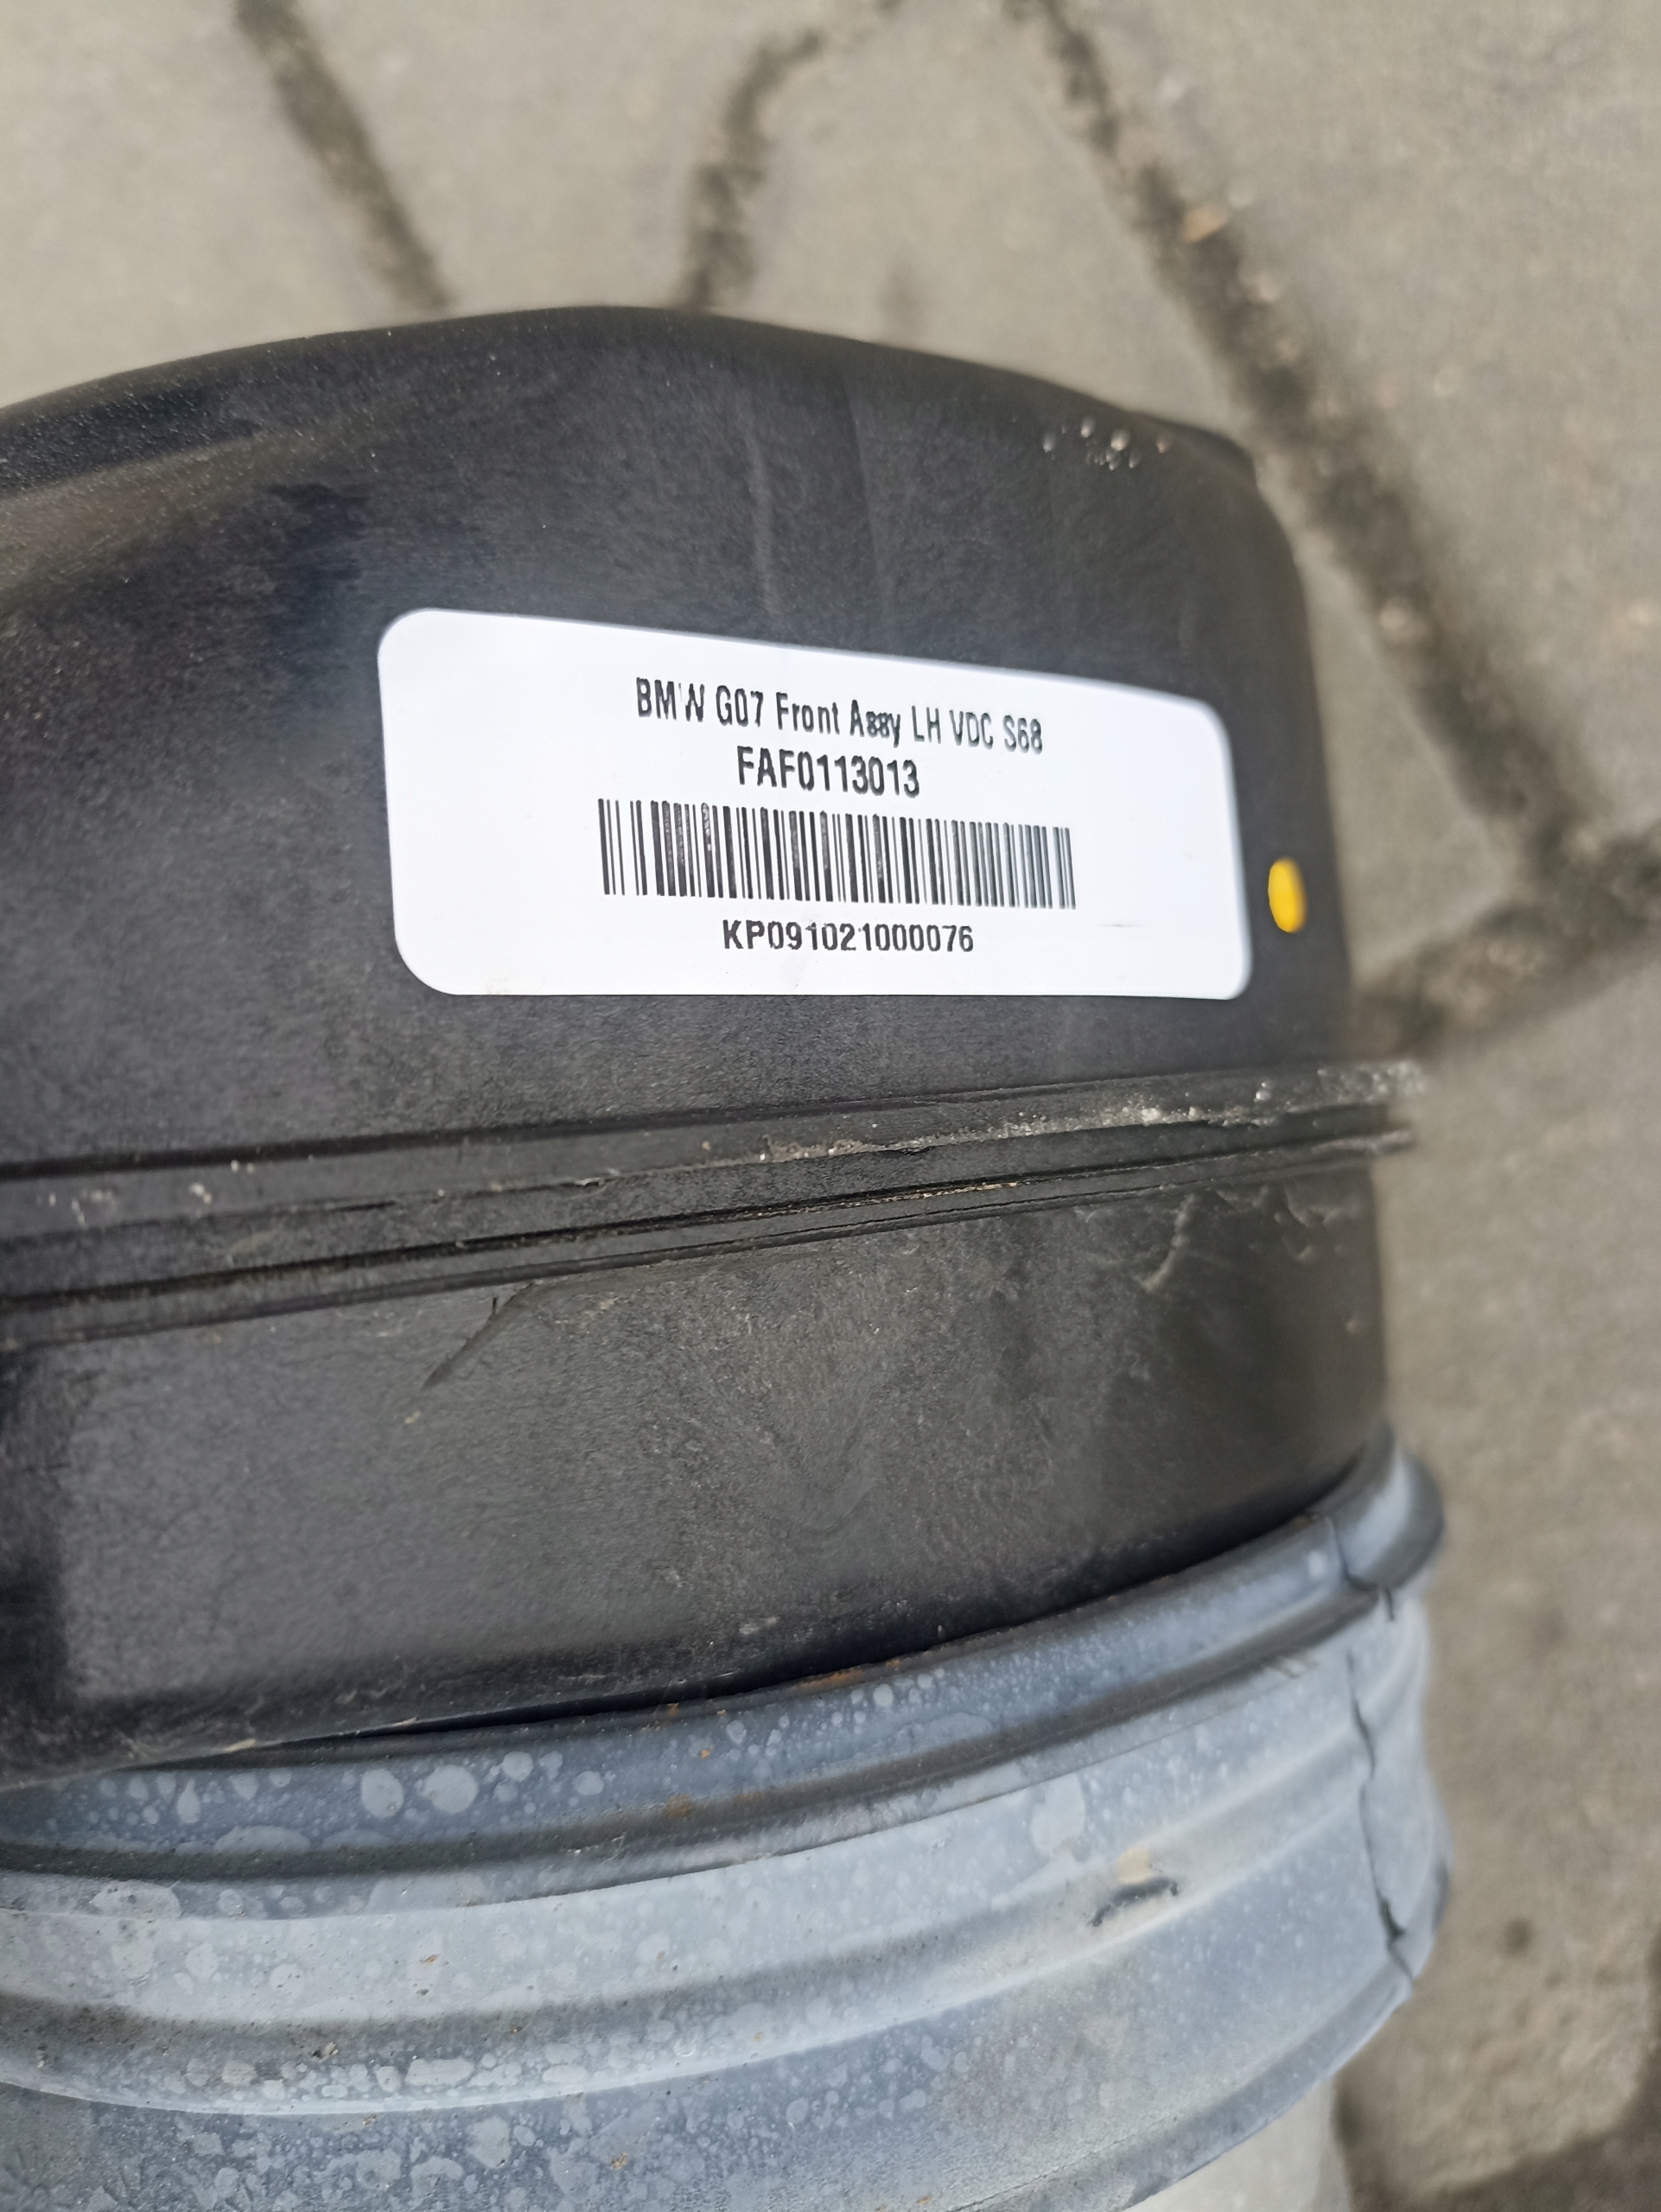 BMW G07 Front Assy LH VDC S68
FAF0113013
KP091021000076